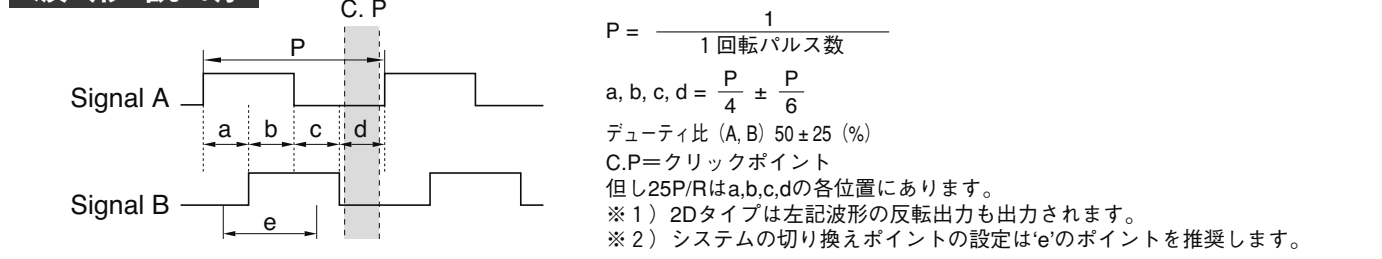 C. P
P
Signal A
a b c d
Signal B
e
P = 1 / 1回転パルス数
a, b, c, d = P/4 ± P/6
デューティ比 (A, B) 50±25 (%)
C.P=クリックポイント
但し25P/Rはa,b,c,dの各位置にあります。
※1) 2Dタイプは左記波形の反転出力も出力されます。
※2) システムの切り換えポイントの設定は‘e’のポイントを推奨します。